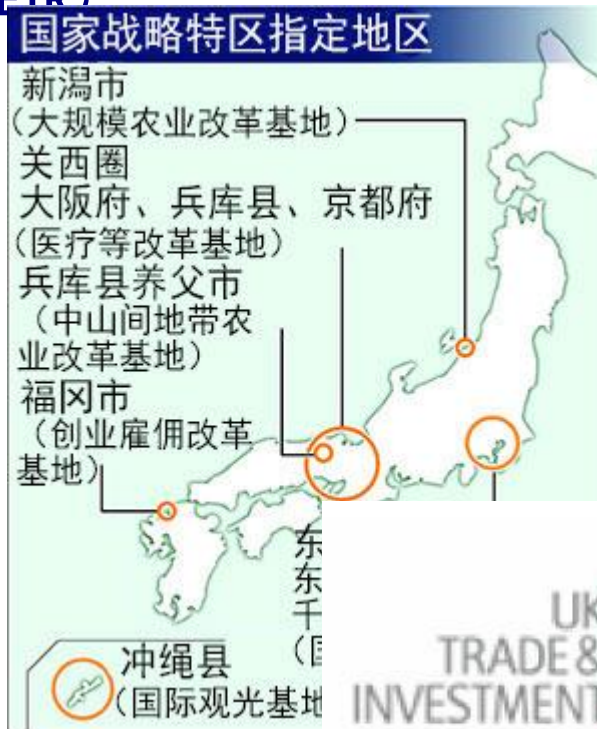 国家战略特区指定地区
新潟市
（大规模农业改革基地）
关西圈
大阪府、兵库县、京都府
（医疗等改革基地）
兵库县养父市
（中山间地带农
业改革基地）
福冈市
（创业雇佣改革
基地）
东
东
千
（
冲绳县
（国际观光基地
UK
TRADE &
INVESTMENT